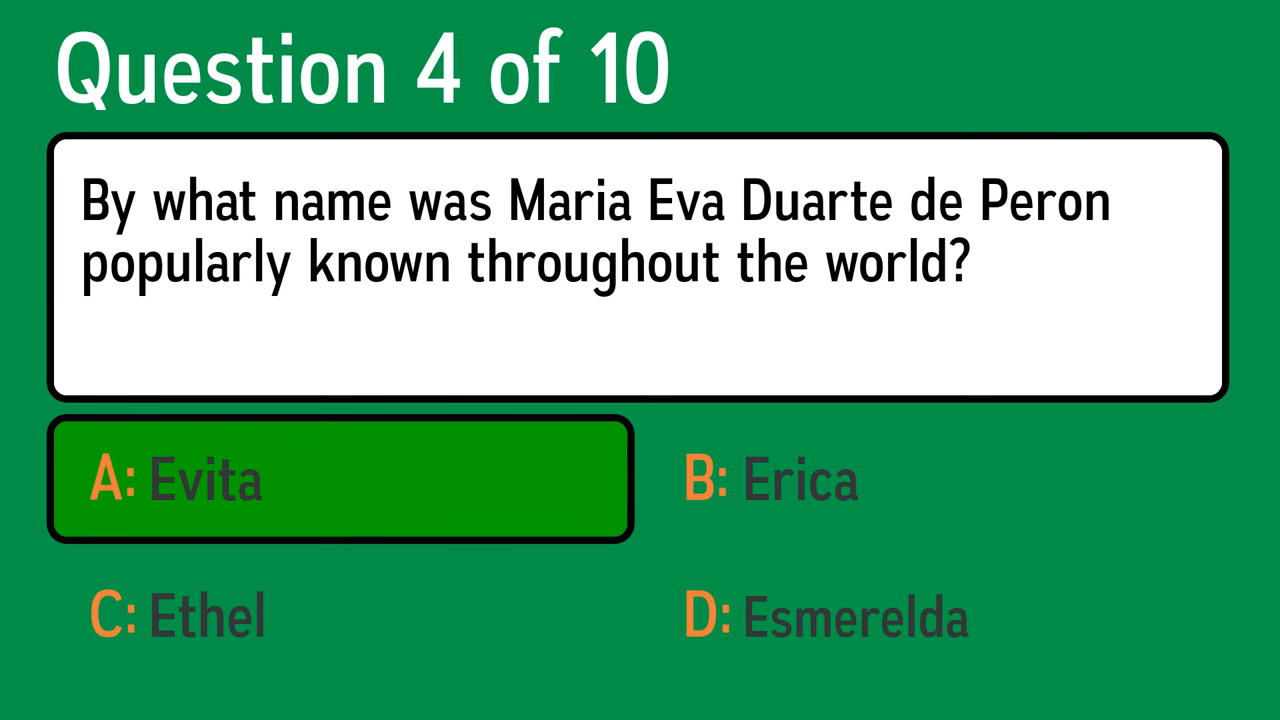 Question 4 of 10
By what name was Maria Eva Duarte de Peron
popularly known throughout the world?
A: Evita
B: Erica
C: Ethel
D: Esmerelda